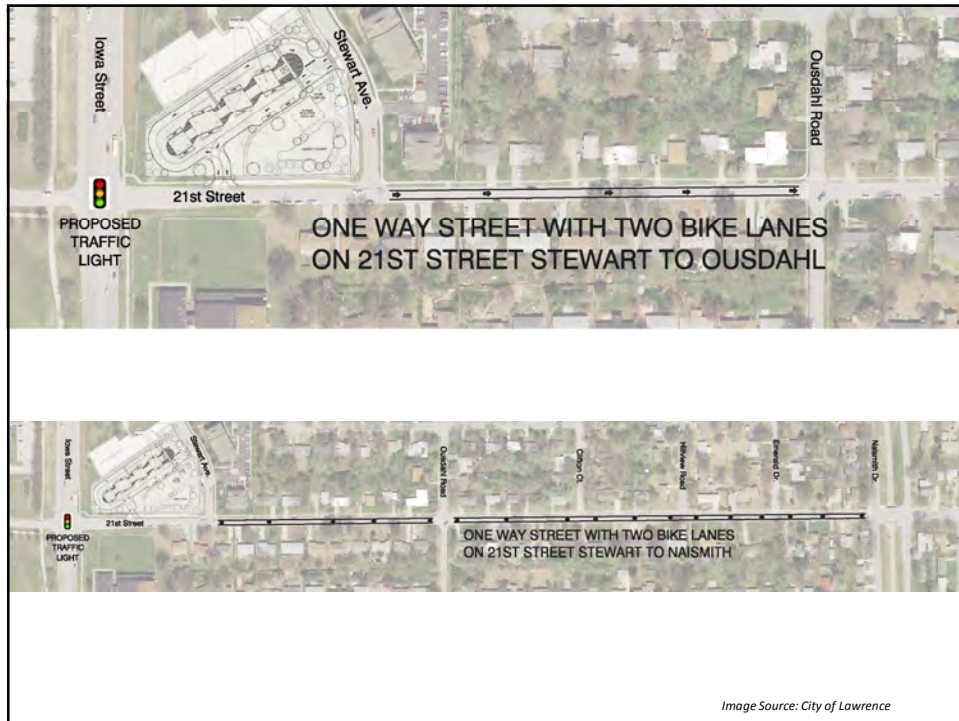 Iowa Street
Stewart Ave.
Ousdahl Road
21st Street
PROPOSED
TRAFFIC
LIGHT
ONE WAY STREET WITH TWO BIKE LANES
ON 21ST STREET STEWART TO OUSDAHL
Iowa Street
Stewart Ave.
Ousdahl Road
Clifton Ct.
Hillview Road
Emerald Dr.
Naismith Dr.
21st Street
PROPOSED
TRAFFIC
LIGHT
ONE WAY STREET WITH TWO BIKE LANES
ON 21ST STREET STEWART TO NAISMITH
Image Source: City of Lawrence